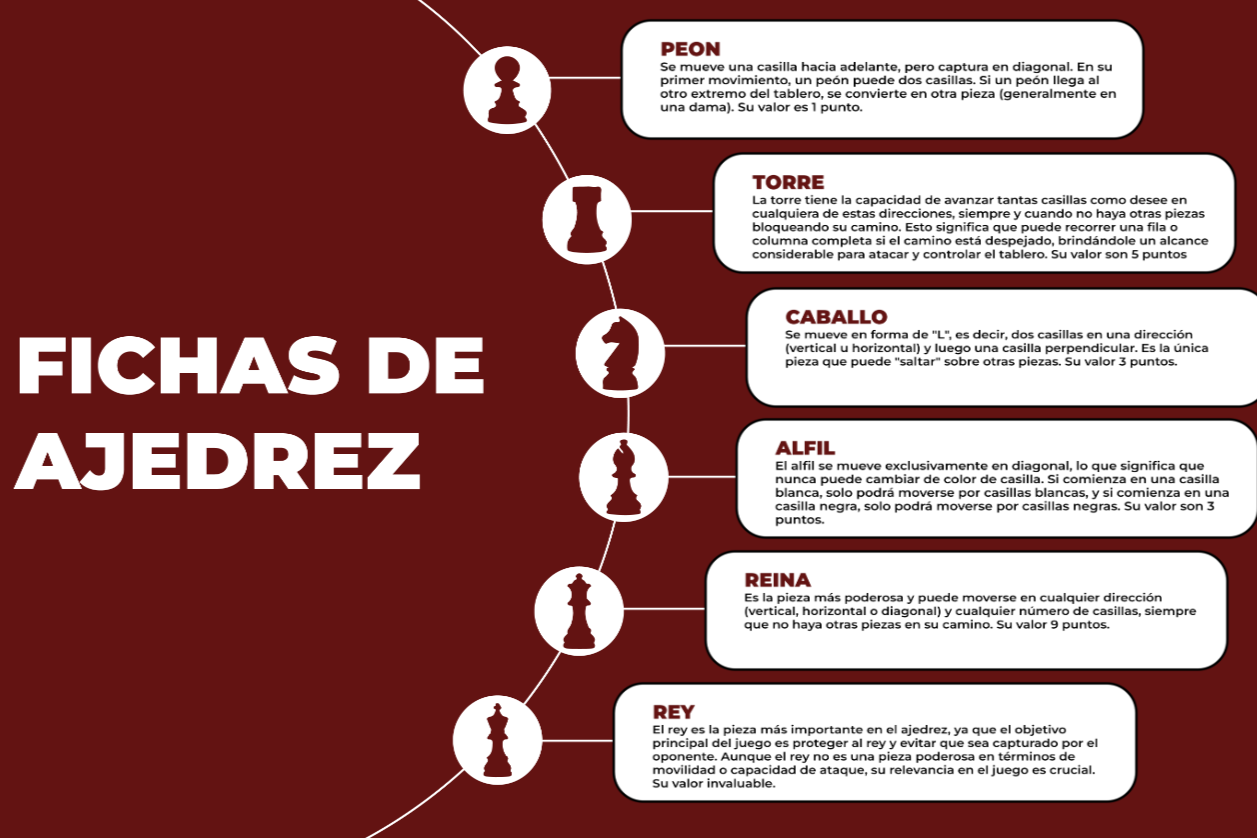 FICHAS DE
AJEDREZ
PEON
Se mueve una casilla hacia adelante, pero captura en diagonal. En su
primer movimiento, un peón puede dos casillas. Si un peón llega al
otro extremo del tablero, se convierte en otra pieza (generalmente en
una dama). Su valor es 1 punto.
TORRE
La torre tiene la capacidad de avanzar tantas casillas como desee en
cualquiera de estas direcciones, siempre y cuando no haya otras piezas
bloqueando su camino. Esto significa que puede recorrer una fila o
columna completa si el camino está despejado, brindándole un alcance
considerable para atacar y controlar el tablero. Su valor son 5 puntos
CABALLO
Se mueve en forma de "L", es decir, dos casillas en una dirección
(vertical u horizontal) y luego una casilla perpendicular. Es la única
pieza que puede "saltar" sobre otras piezas. Su valor 3 puntos.
ALFIL
El alfil se mueve exclusivamente en diagonal, lo que significa que
nunca puede cambiar de color de casilla. Si comienza en una casilla
blanca, solo podrá moverse por casillas blancas, y si comienza en una
casilla negra, solo podrá moverse por casillas negras. Su valor son 3
puntos.
REINA
Es la pieza más poderosa y puede moverse en cualquier dirección
(vertical, horizontal o diagonal) y cualquier número de casillas, siempre
que no haya otras piezas en su camino. Su valor 9 puntos.
REY
El rey es la pieza más importante en el ajedrez, ya que el objetivo
principal del juego es proteger al rey y evitar que sea capturado por el
oponente. Aunque el rey no es una pieza poderosa en términos de
movilidad o capacidad de ataque, su relevancia en el juego es crucial.
Su valor invaluable.